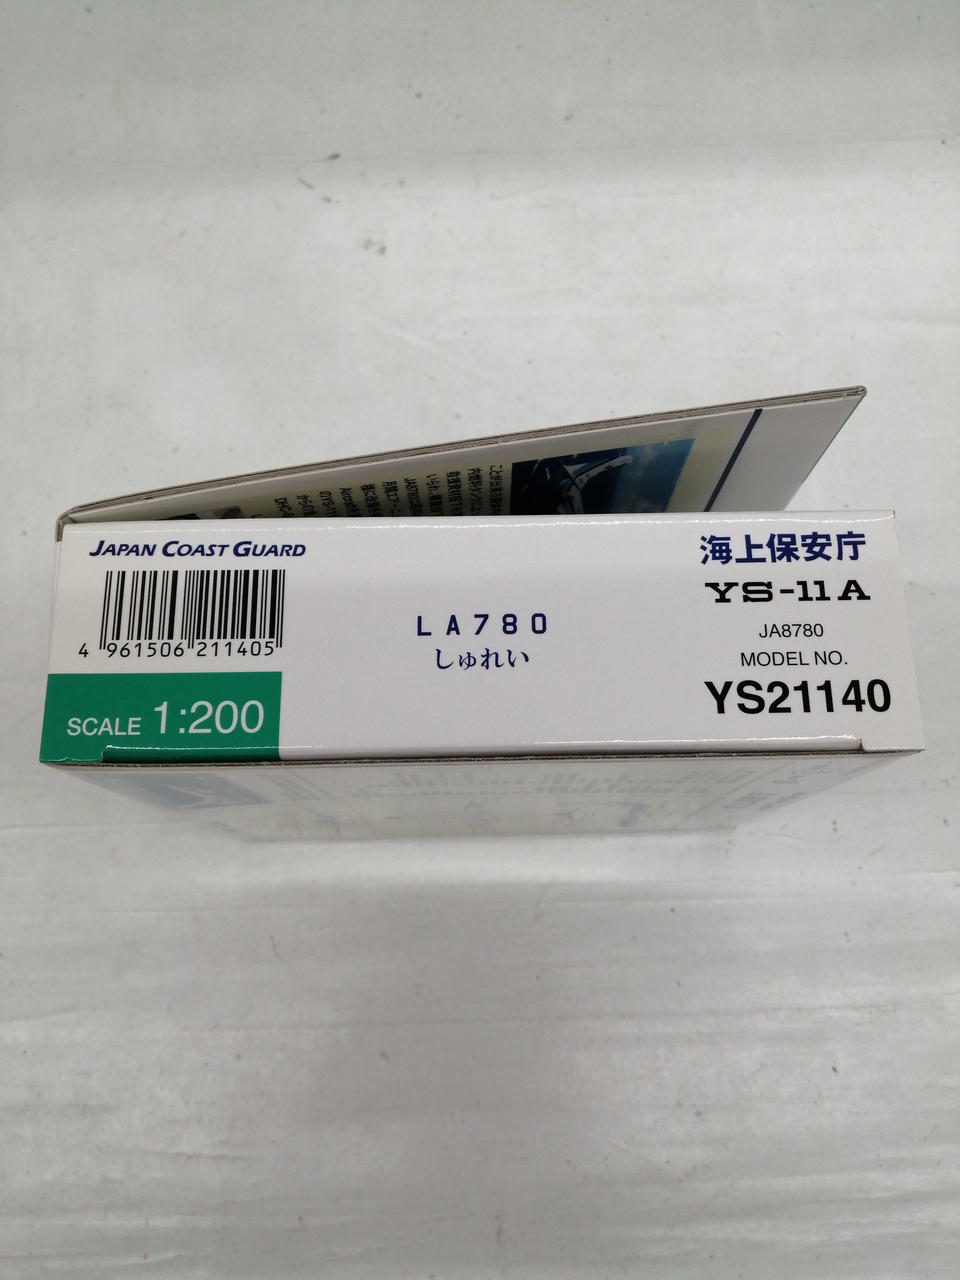 JAPAN COAST GUARD
4 961506 211405
SCALE 1:200
LA780
しゅれい
海上保安庁
YS-11A
JA8780
MODEL NO.
YS21140